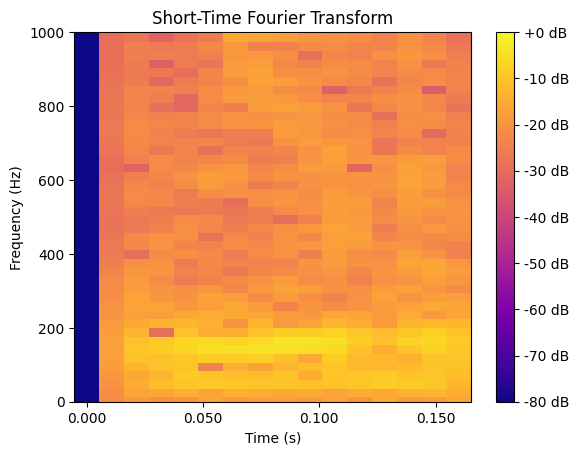 Short-Time Fourier Transform
1000
800
600
400
200
0
Frequency (Hz)
0.000
0.050
0.100
0.150
Time (s)
+0 dB
-10 dB
-20 dB
-30 dB
-40 dB
-50 dB
-60 dB
-70 dB
-80 dB